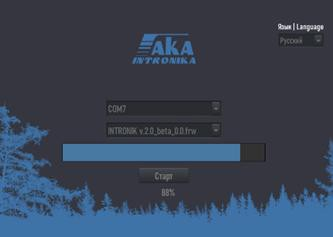 AKA
INTRONIKA
Язык | Language
Русский
COM7
INTRONIK v.2.0_beta_0.0.frw
Старт
88%